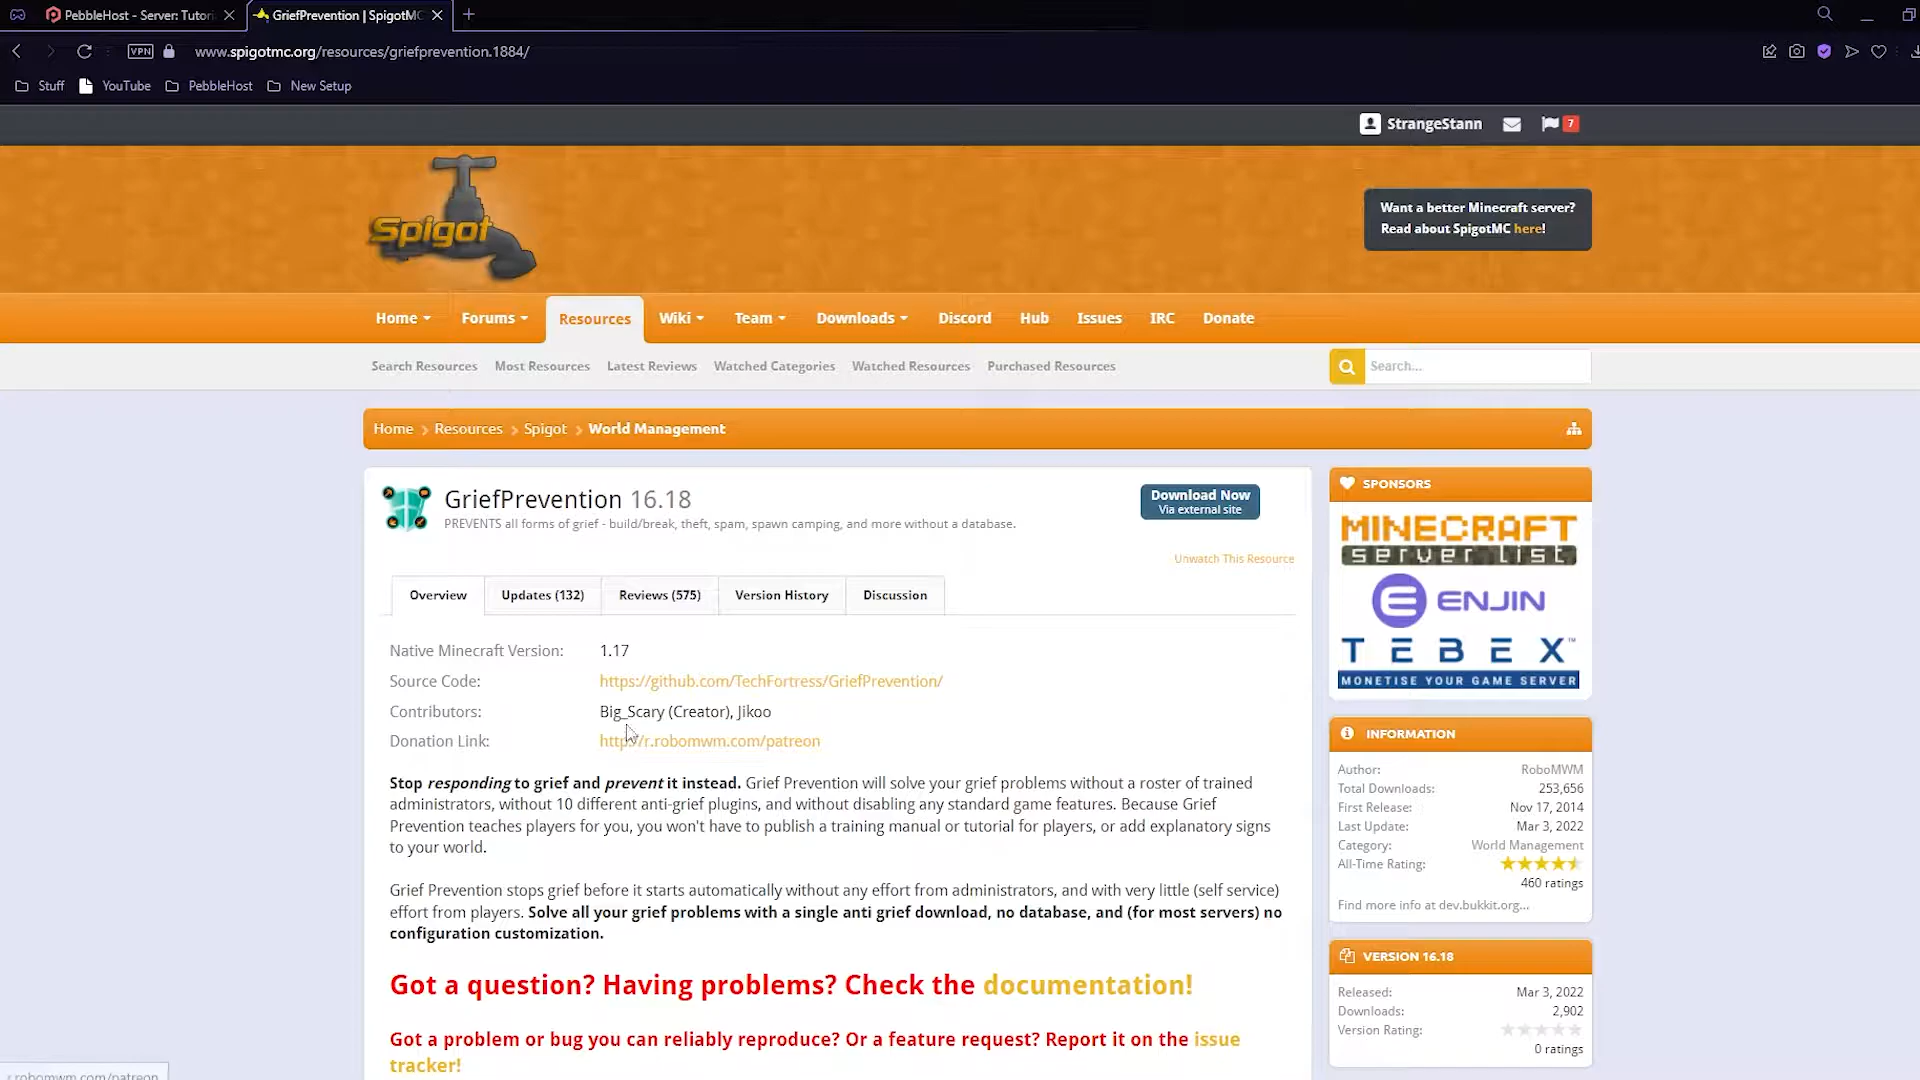 PebbleHost - Server: Tutori
GriefPrevention | SpigotMC
VPN
www.spigotmc.org/resources/griefprevention.1884/
Stuff
YouTube
PebbleHost
New Setup
StrangeStann
7
Spigot
Want a better Minecraft server?
Read about SpigotMC here!
Home
Forums
Resources
Wiki
Team
Downloads
Discord
Hub
Issues
IRC
Donate
Search Resources
Most Resources
Latest Reviews
Watched Categories
Watched Resources
Purchased Resources
Search...
Home
Resources
Spigot
World Management
GriefPrevention 16.18
PREVENTS all forms of grief - build/break, theft, spam, spawn camping, and more without a database.
Download Now
Via external site
Unwatch This Resource
Overview
Updates (132)
Reviews (575)
Version History
Discussion
Native Minecraft Version: 1.17
Source Code: https://github.com/TechFortress/GriefPrevention/
Contributors: Big_Scary (Creator), Jikoo
Donation Link: http://r.robomwm.com/patreon
Stop responding to grief and prevent it instead. Grief Prevention will solve your grief problems without a roster of trained
administrators, without 10 different anti-grief plugins, and without disabling any standard game features. Because Grief
Prevention teaches players for you, you won't have to publish a training manual or tutorial for players, or add explanatory signs
to your world.
Grief Prevention stops grief before it starts automatically without any effort from administrators, and with very little (self service)
effort from players. Solve all your grief problems with a single anti grief download, no database, and (for most servers) no
configuration customization.
Got a question? Having problems? Check the documentation!
Got a problem or bug you can reliably reproduce? Or a feature request? Report it on the issue
tracker!
SPONSORS
MINECRAFT
server list
ENJIN
TEBEX™
MONETISE YOUR GAME SERVER
INFORMATION
Author: RoboMWM
Total Downloads: 253,656
First Release: Nov 17, 2014
Last Update: Mar 3, 2022
Category: World Management
All-Time Rating:
460 ratings
Find more info at dev.bukkit.org...
VERSION 16.18
Released: Mar 3, 2022
Downloads: 2,902
Version Rating:
0 ratings
r.robomwm.com/patreon